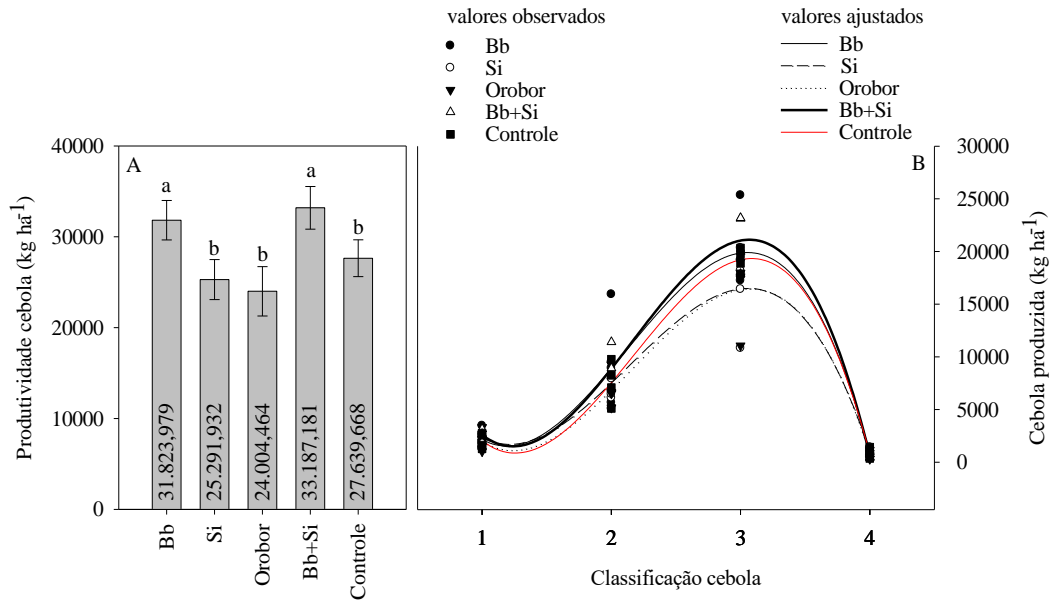 valores observados
Bb
Si
Orobor
Bb+Si
Controle
valores ajustados
Bb
Si
Orobor
Bb+Si
Controle
A
Produtividade cebola (kg ha-1)
40000
30000
20000
10000
0
a
b
b
a
b
31.823,979
25.291,932
24.004,464
33.187,181
27.639,668
Bb
Si
Orobor
Bb+Si
Controle
B
30000
25000
20000
15000
10000
5000
0
Cebola produzida (kg ha-1)
1
2
3
4
Classificação cebola